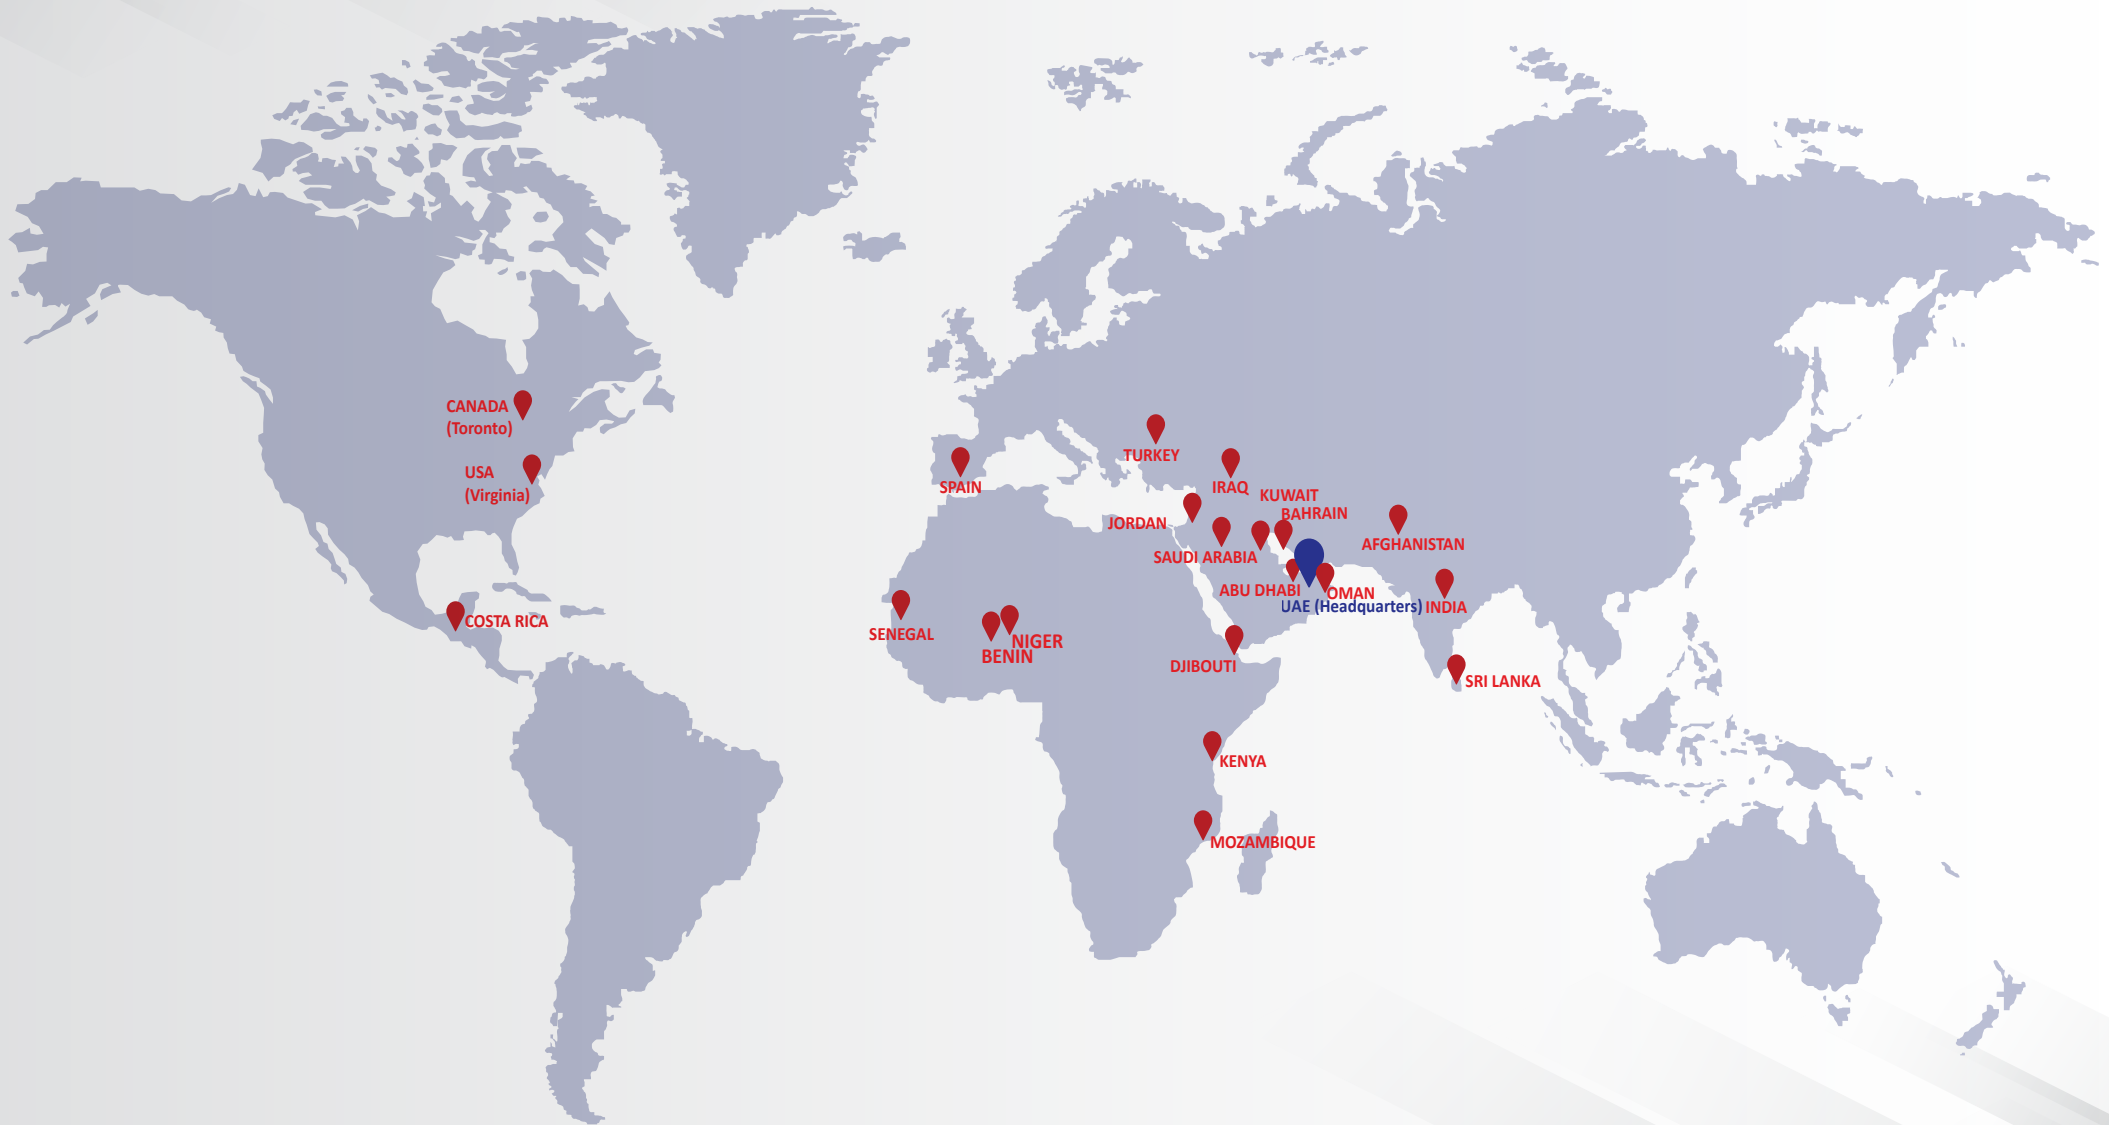 CANADA
(Toronto)
USA
(Virginia)
COSTA RICA
SPAIN
TURKEY
IRAQ
KUWAIT
BAHRAIN
JORDAN
SAUDI ARABIA
AFGHANISTAN
ABU DHABI
OMAN
UAE (Headquarters)
INDIA
SENEGAL
NIGER
BENIN
DJIBOUTI
SRI LANKA
KENYA
MOZAMBIQUE